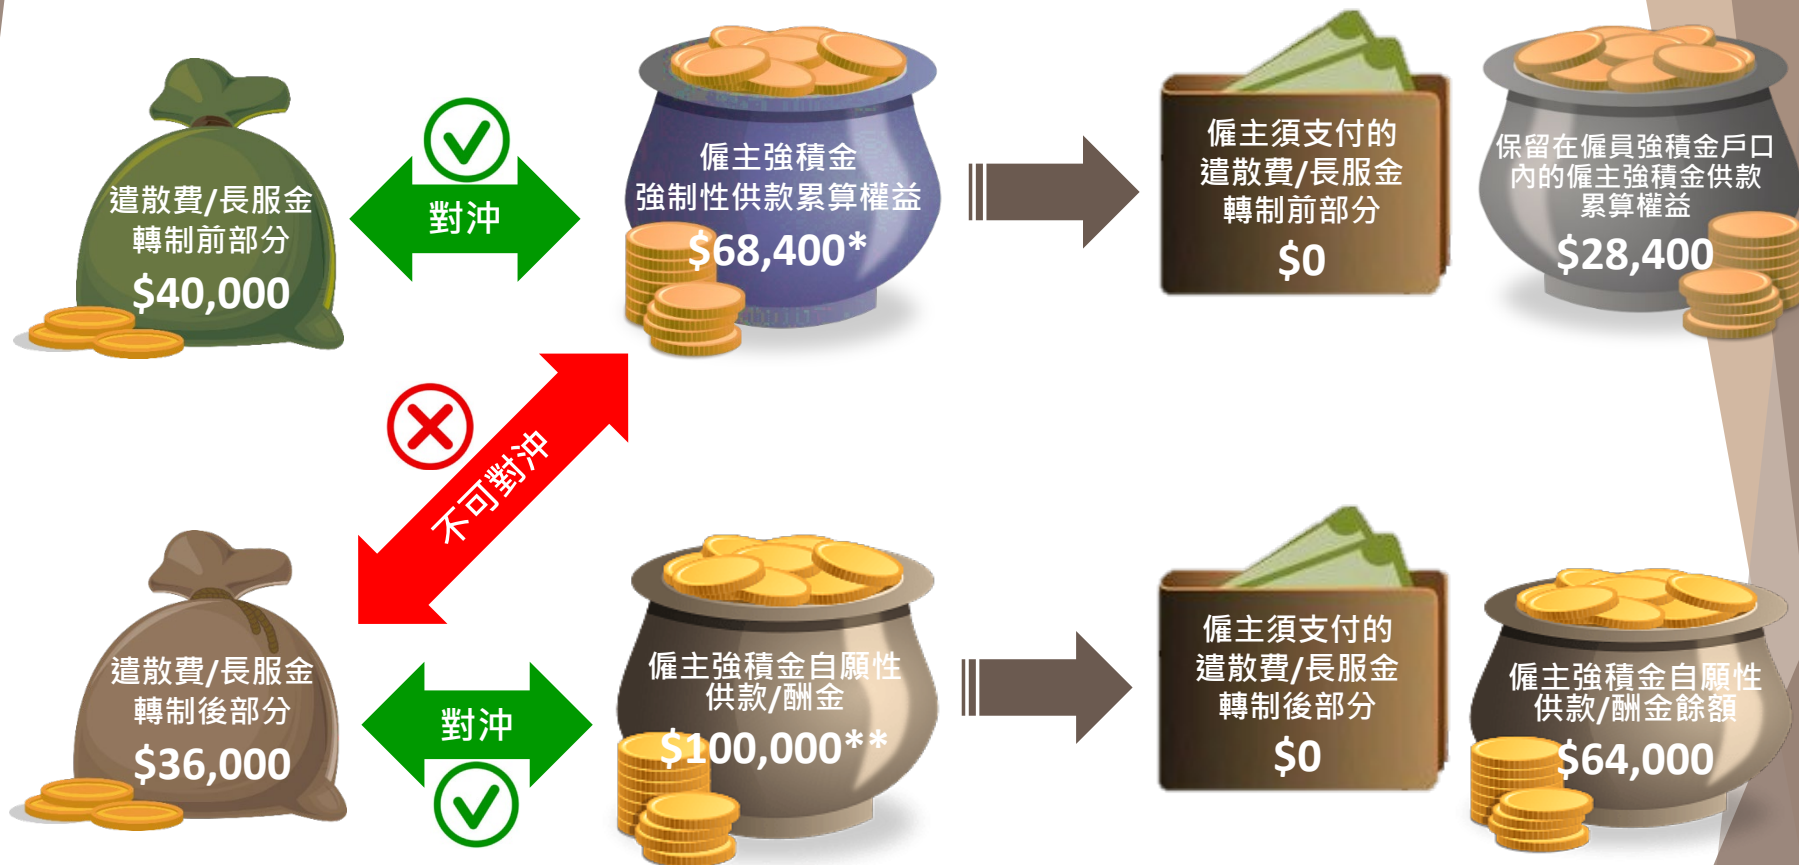 遣散費/長服金
轉制前部分
$40,000
對沖
僱主強積金
強制性供款累算權益
$68,400*
僱主須支付的
遣散費/長服金
轉制前部分
$0
保留在僱員強積金戶口
內的僱主強積金供款
累算權益
$28,400
不可對沖
遣散費/長服金
轉制後部分
$36,000
對沖
僱主強積金自願性
供款/酬金
$100,000**
僱主須支付的
遣散費/長服金
轉制後部分
$0
僱主強積金自願性
供款/酬金餘額
$64,000